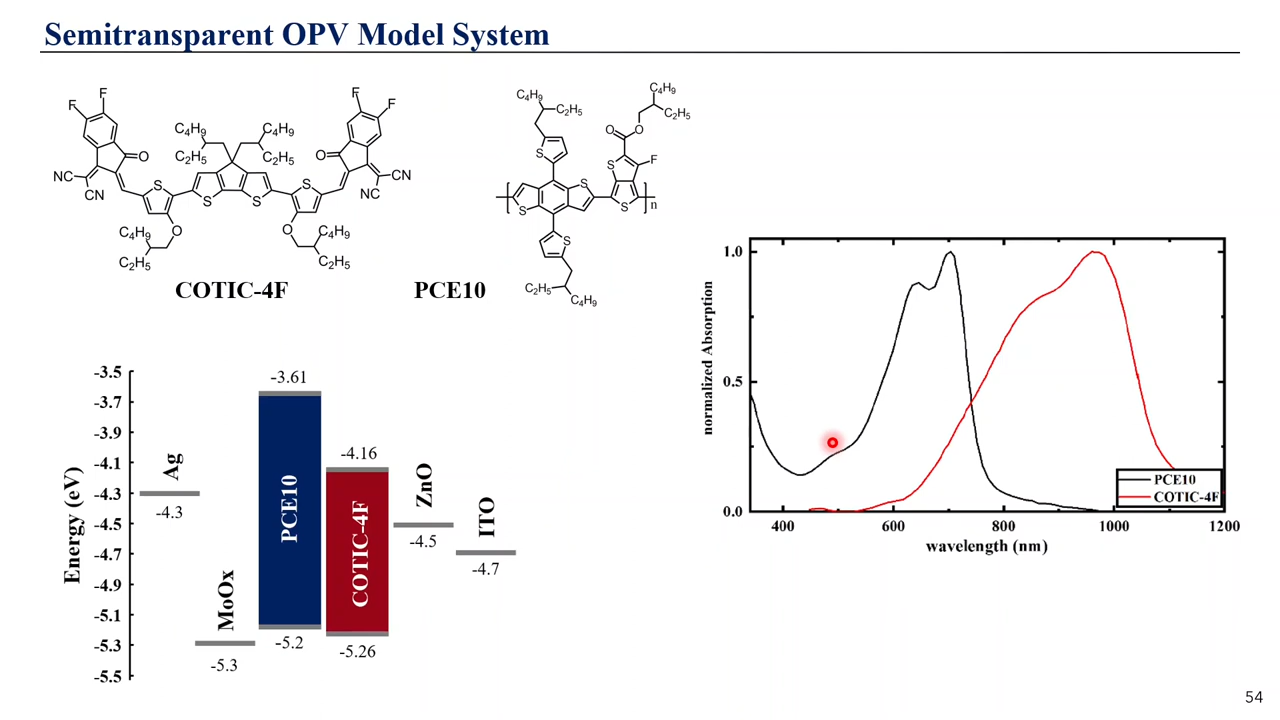 Semitransparent OPV Model System
F
F
O
NC
CN
S
O
C₄H₉
C₂H₅
C₄H₉
C₂H₅
C₄H₉
C₂H₅
S
S
S
O
C₄H₉
C₂H₅
F
F
O
CN
NC
COTIC-4F
C₄H₉
C₂H₅
S
C₄H₉
C₂H₅
O
O
F
S
S
S
S
n
S
C₂H₅
C₄H₉
PCE10
Energy (eV)
-3.5
-3.7
-3.9
-4.1
-4.3
-4.5
-4.7
-4.9
-5.1
-5.3
-5.5
Ag
-4.3
MoOx
-5.3
-3.61
PCE10
-5.2
-4.16
COTIC-4F
-5.26
ZnO
-4.5
ITO
-4.7
normalized Absorption
1.0
0.5
0.0
400
600
800
1000
1200
wavelength (nm)
PCE10
COTIC-4F
54